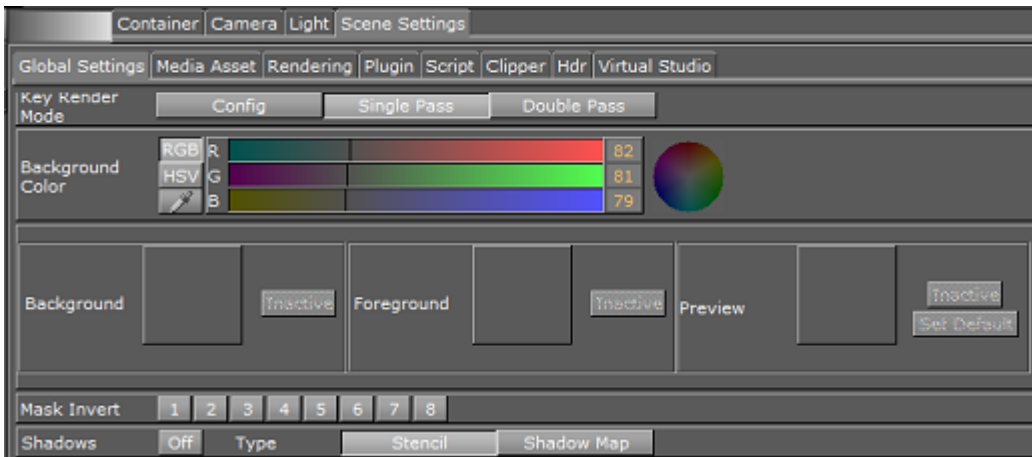 Container Camera Light Scene Settings
Global Settings Media Asset Rendering Plugin Script Clipper Hdr Virtual Studio
Key Render
Mode
Config Single Pass Double Pass
Background
Color
RGB R 82
HSV G 81
B 79
Background Inactive Foreground Inactive Preview Inactive
Set Default
Mask Invert 1 2 3 4 5 6 7 8
Shadows Off Type Stencil Shadow Map